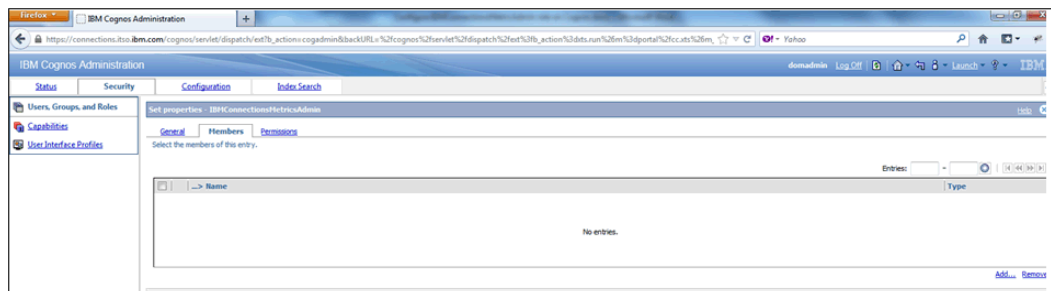 Firefox
IBM Cognos Administration
+
https://connections.itso.ibm.com/cognos/servlet/dispatch/ext?b_action=cogadmin&backURL=%2fcognos%2fservlet%2fdispatch%2fext%3fb_action%3dxts.run%26m%3dportal%2fcc.xts%26m_
Yahoo
IBM Cognos Administration
domadmin Log Off Launch IBM
Status Security Configuration Index Search
Users, Groups, and Roles
Capabilities
User Interface Profiles
Set properties - IBMConnectionsMetricsAdmin Help
General Members Permissions
Select the members of this entry.
Entries: -
...> Name Type
No entries.
Add... Remove